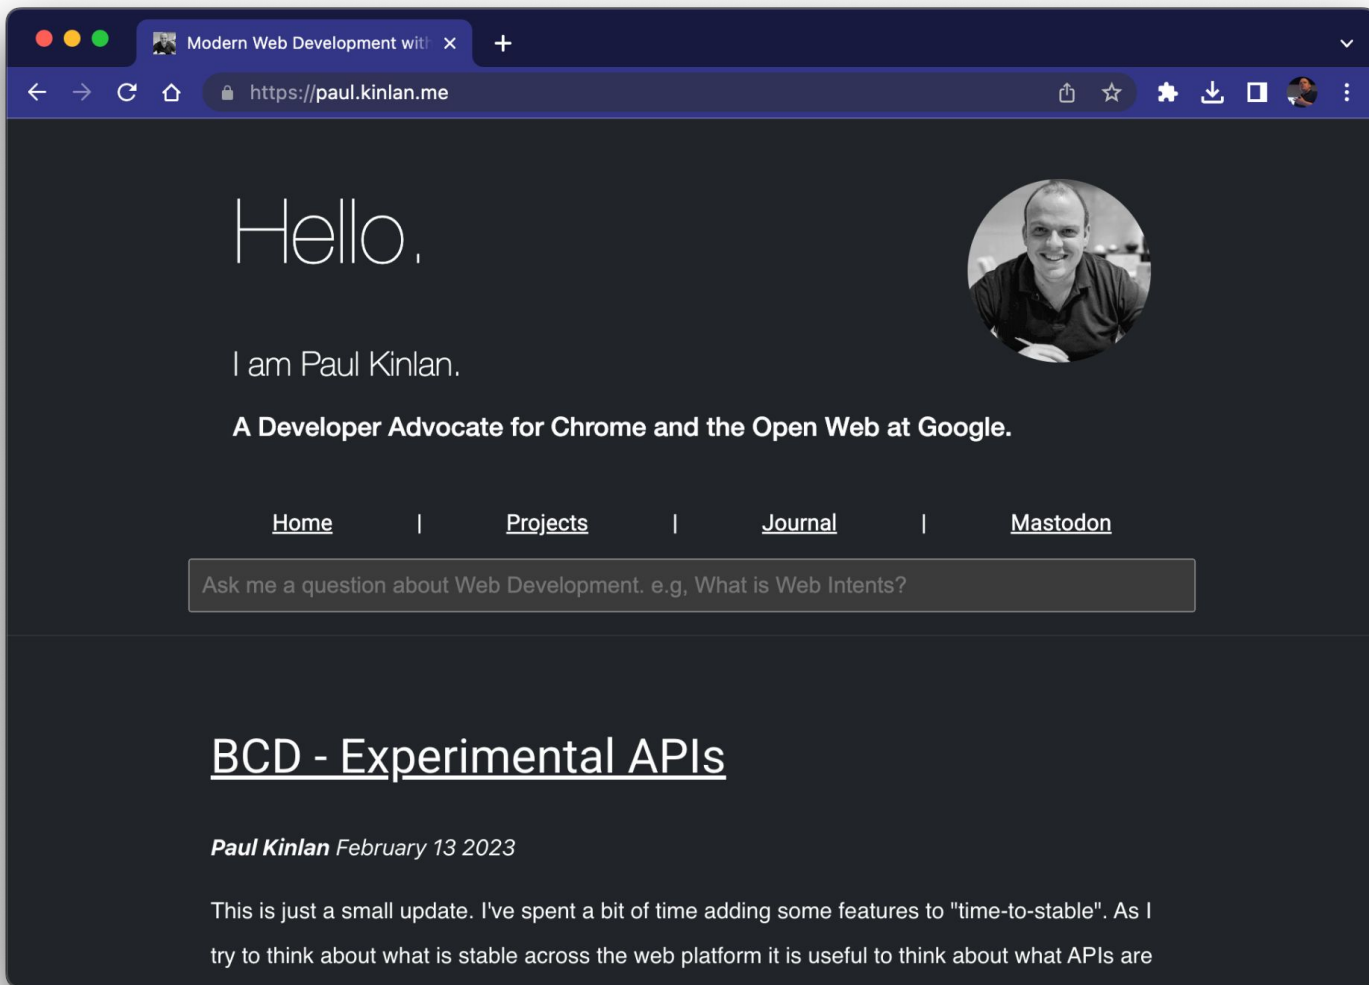 Modern Web Development with
https://paul.kinlan.me
Hello.
I am Paul Kinlan.
A Developer Advocate for Chrome and the Open Web at Google.
Home | Projects | Journal | Mastodon
Ask me a question about Web Development. e.g, What is Web Intents?
BCD - Experimental APIs
Paul Kinlan February 13 2023
This is just a small update. I've spent a bit of time adding some features to "time-to-stable". As I
try to think about what is stable across the web platform it is useful to think about what APIs are